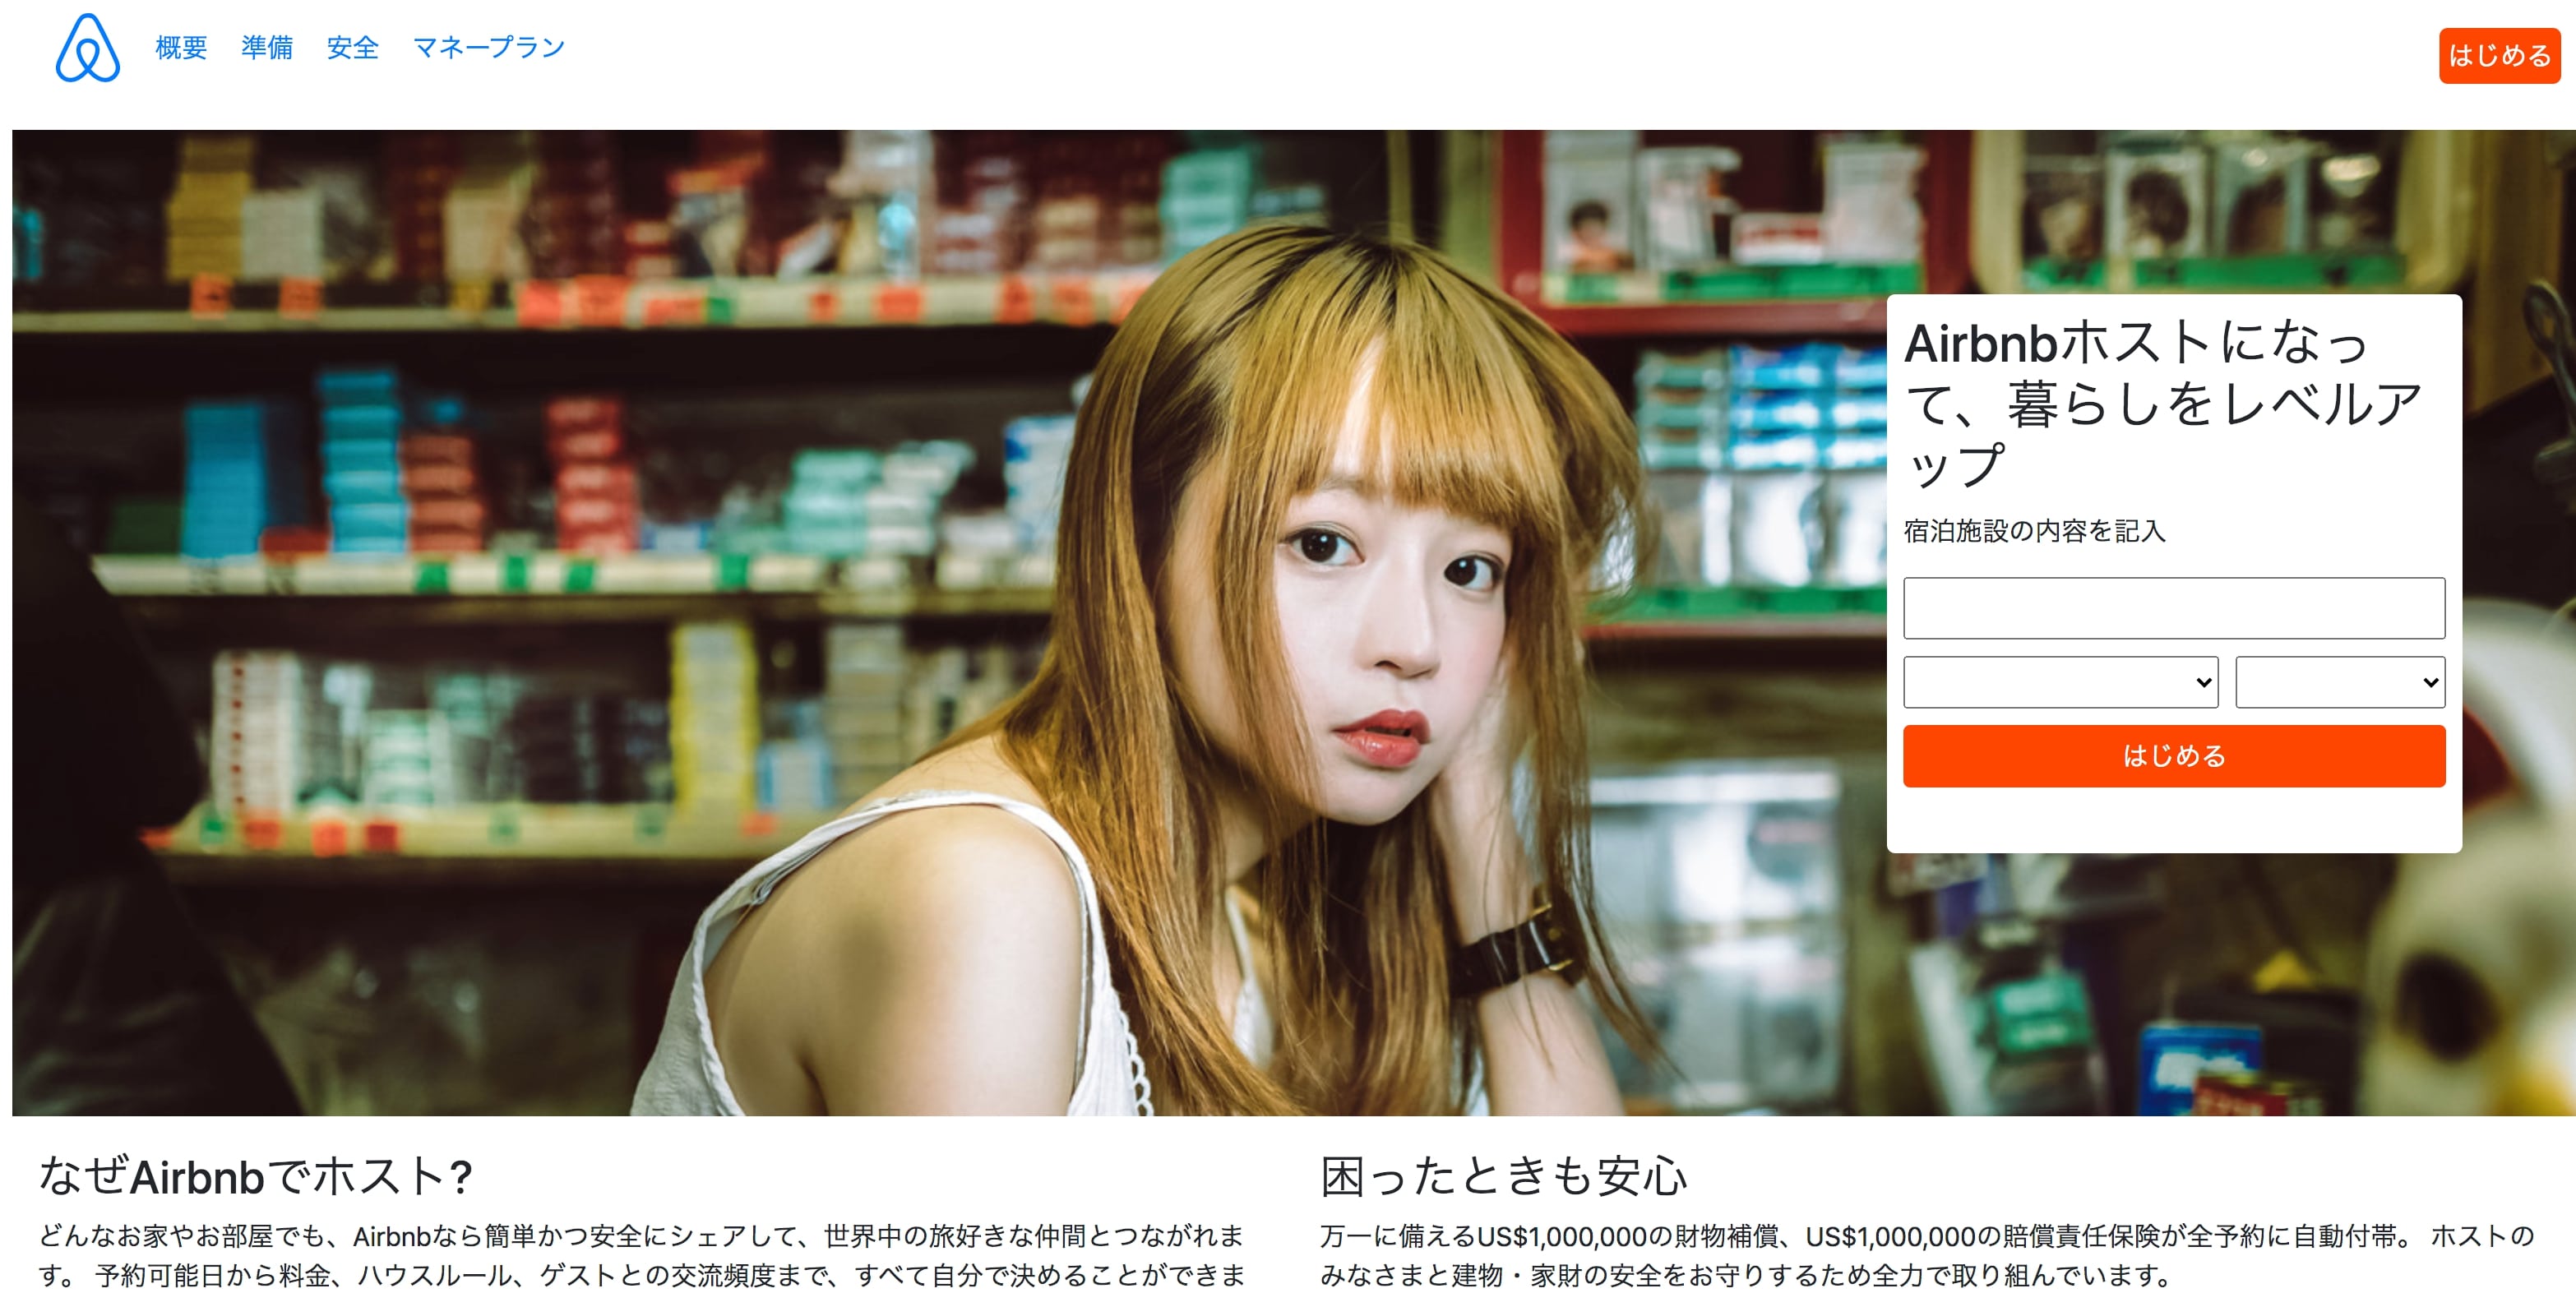 概要 準備 安全 マネープラン はじめる
Airbnbホストになっ
て、暮らしをレベルア
ップ
宿泊施設の内容を記入
はじめる
なぜAirbnbでホスト?
どんなお家やお部屋でも、Airbnbなら簡単かつ安全にシェアして、世界中の旅好きな仲間とつながれま
す。 予約可能日から料金、ハウスルール、ゲストとの交流頻度まで、すべて自分で決めることができま
困ったときも安心
万一に備えるUS$1,000,000の財物補償、US$1,000,000の賠償責任保険が全予約に自動付帯。 ホストの
みなさまと建物・家財の安全をお守りするため全力で取り組んでいます。